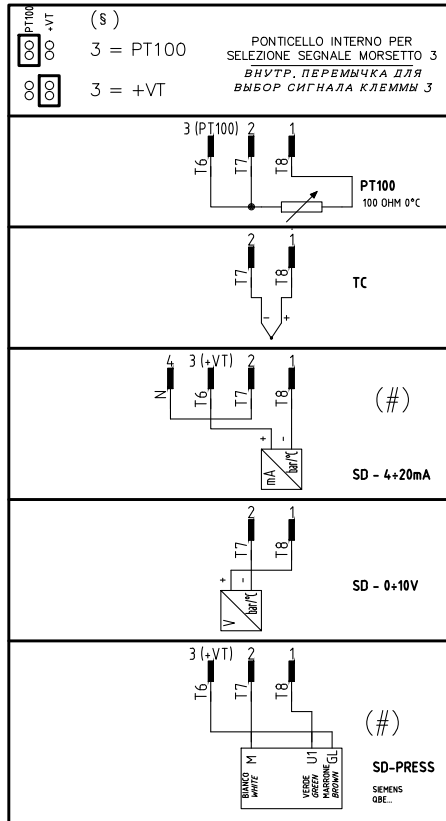 PT100
+VT
(§)
3 = PT100
3 = +VT
PONTICELLO INTERNO PER
SELEZIONE SEGNALE MORSETTO 3
ВНУТР. ПЕРЕМЫЧКА ДЛЯ
ВЫБОР СИГНАЛА КЛЕММЫ 3
3 (PT100) 2 1
T6 T7 T8
PT100
100 OHM 0°C
2 1
T7 T8
TC
- +
4 3 (+VT) 2 1
N T6 T7 T8
(#)
+ -
mA bar/°C
SD - 4÷20mA
2 1
T7 T8
+ -
V bar/°C
SD - 0÷10V
3 (+VT) 2 1
T6 T7 T8
(#)
M U1 GL
BIANCO
WHITE
VERDE
GREEN
MARRONE
BROWN
SD-PRESS
SIEMENS
QBE...